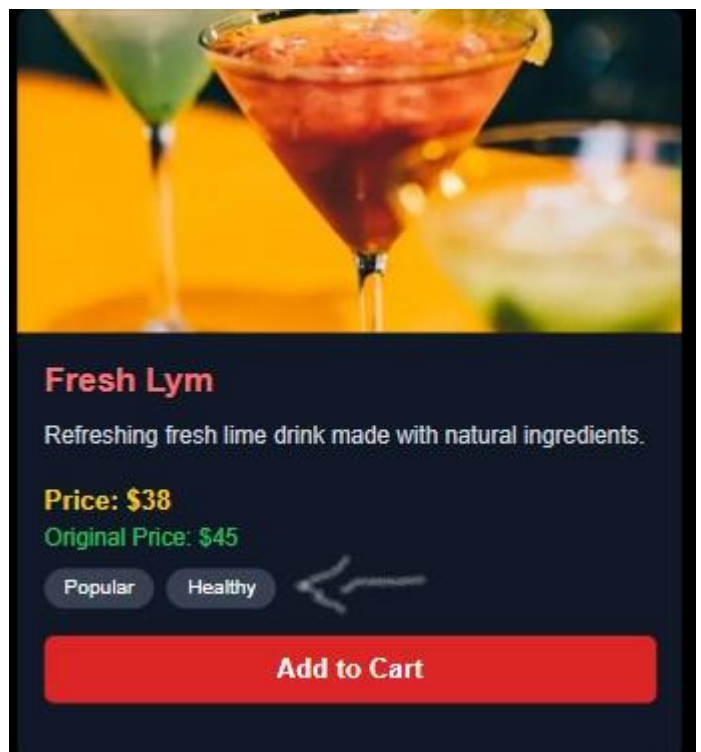 Fresh Lym
Refreshing fresh lime drink made with natural ingredients.
Price: $38
Original Price: $45
Popular Healthy
Add to Cart